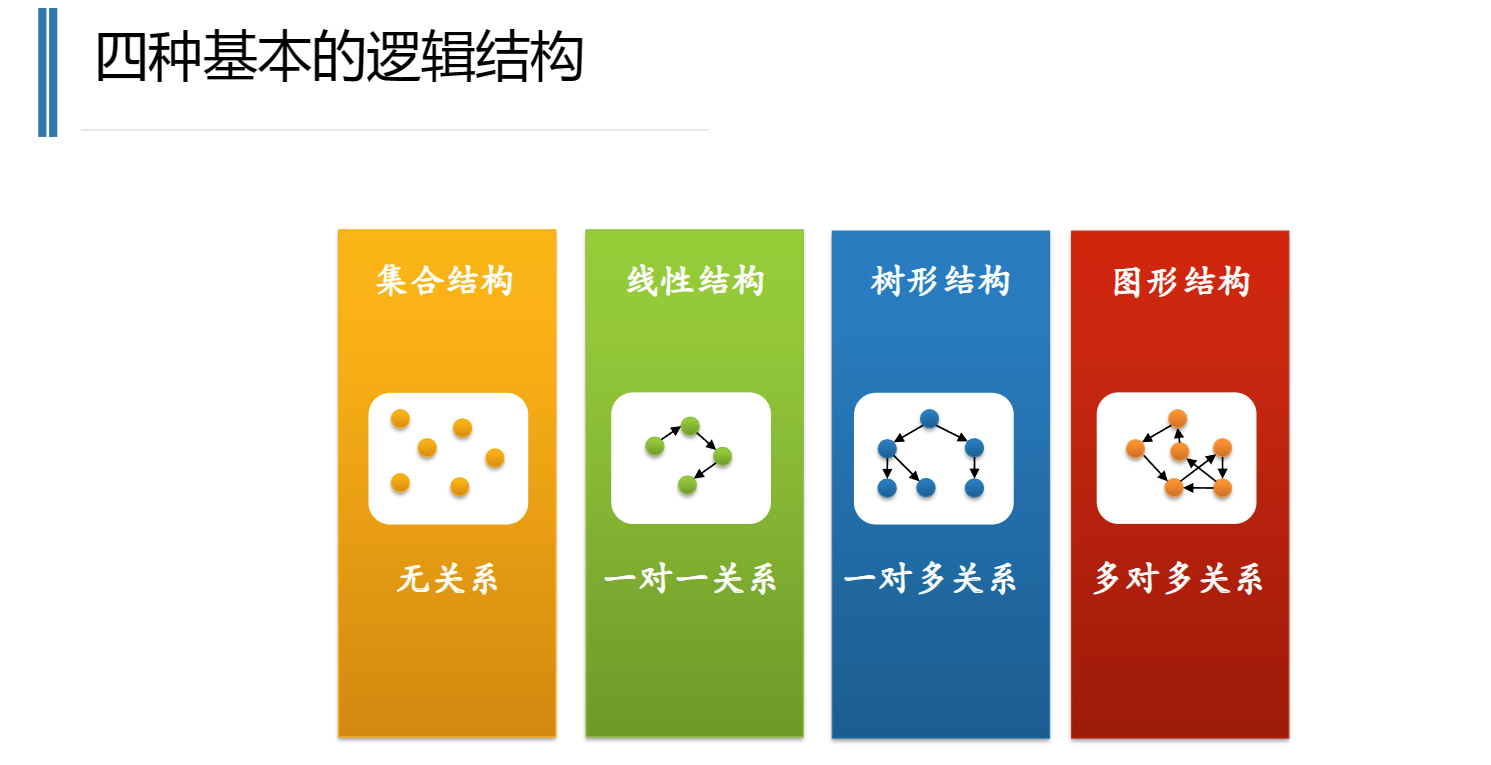 四种基本的逻辑结构
集合结构
线性结构
树形结构
图形结构
无关系
一对一关系
一对多关系
多对多关系